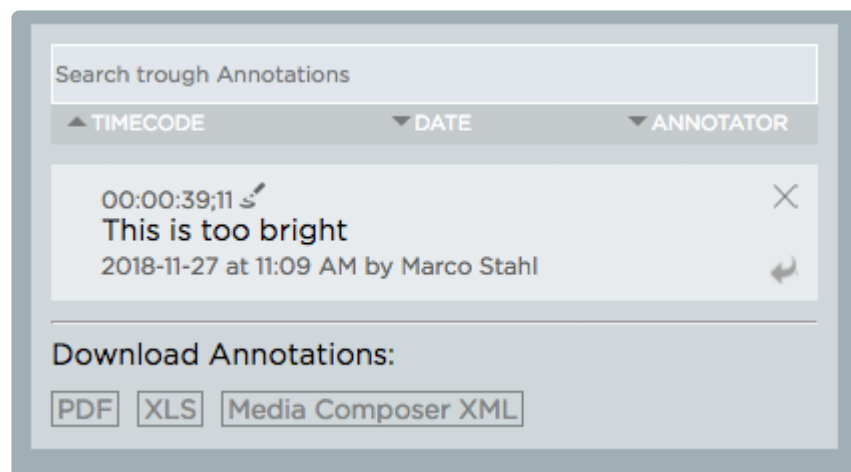 Search trough Annotations
TIMECODE DATE ANNOTATOR
00:00:39;11
This is too bright
2018-11-27 at 11:09 AM by Marco Stahl
Download Annotations:
PDF XLS Media Composer XML